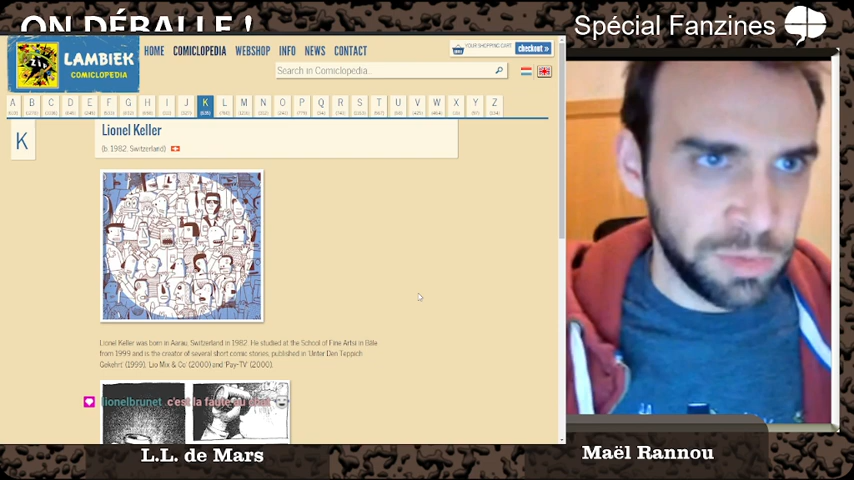 ON DÉBALLE !
Spécial Fanzines
LAMBIEK
COMICLOPEDIA
HOME COMICLOPEDIA WEBSHOP INFO NEWS CONTACT
YOUR SHOPPING CART
checkout »
Search in Comiclopedia..
A B C D E F G H I J K L M N O P Q R S T U V W X Y Z
K
Lionel Keller
(b. 1982, Switzerland)
Lionel Keller was born in Aarau, Switzerland in 1982. He studied at the School of Fine Arts in Bâle
from 1999 and is the creator of several short comic stories, published in 'Unter Den Teppich
Gekehrt' (1999), 'Lio Mix & Co' (2000) and 'Pay-TV' (2000).
lionelbrunet c'est la faute
L.L. de Mars
Maël Rannou